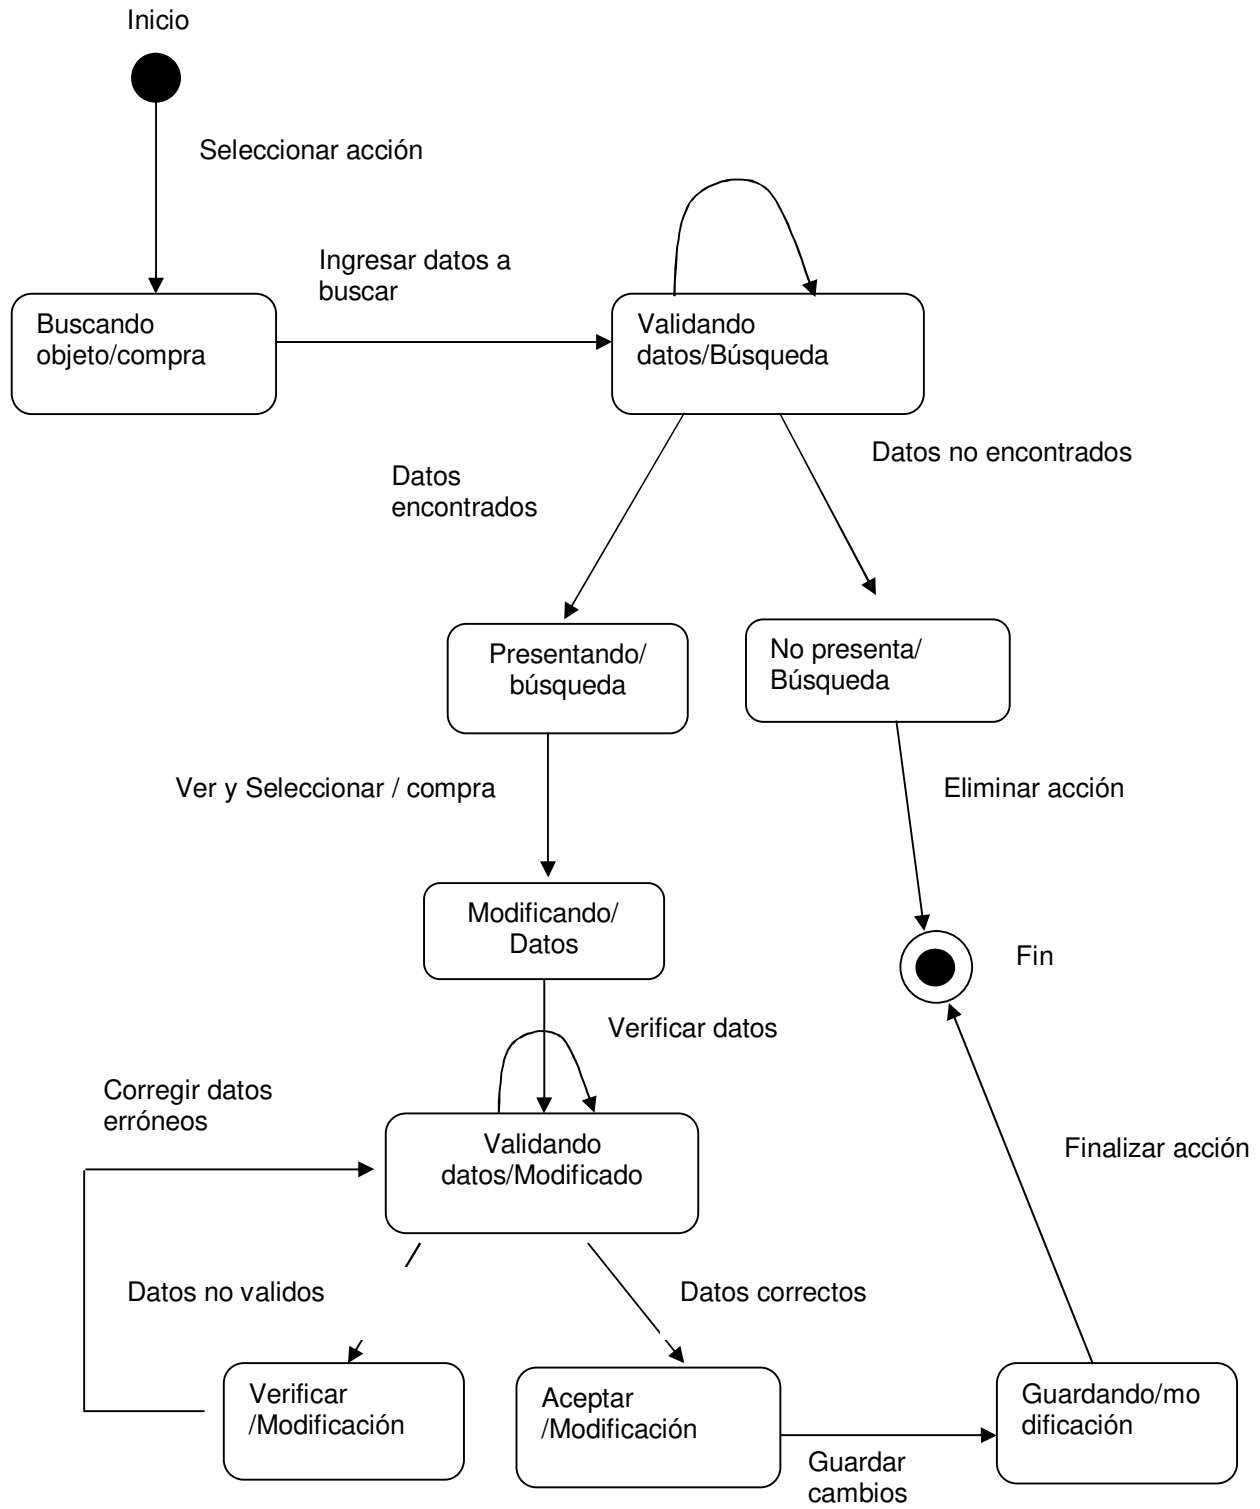 Inicio
Seleccionar acción
Ingresar datos a
buscar
Buscando
objeto/compra
Validando
datos/Búsqueda
Datos no encontrados
Datos
encontrados
Presentando/
búsqueda
No presenta/
Búsqueda
Ver y Seleccionar / compra
Eliminar acción
Modificando/
Datos
Fin
Verificar datos
Corregir datos
erróneos
Validando
datos/Modificado
Finalizar acción
Datos no validos
Datos correctos
Verificar
/Modificación
Aceptar
/Modificación
Guardando/mo
dificación
Guardar
cambios